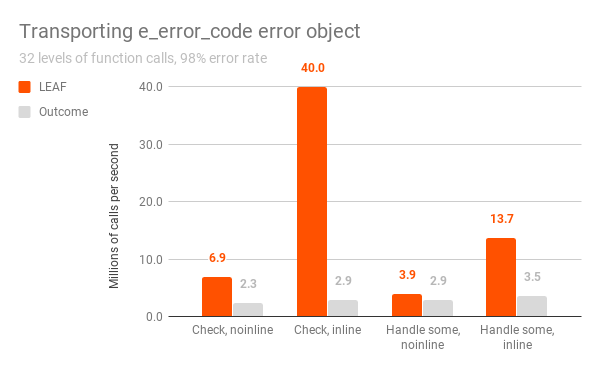 Transporting e_error_code error object
32 levels of function calls, 98% error rate
LEAF
Outcome
Millions of calls per second
40.0
30.0
20.0
10.0
0.0
6.9
2.3
40.0
2.9
3.9
2.9
13.7
3.5
Check, noinline
Check, inline
Handle some,
noinline
Handle some,
inline